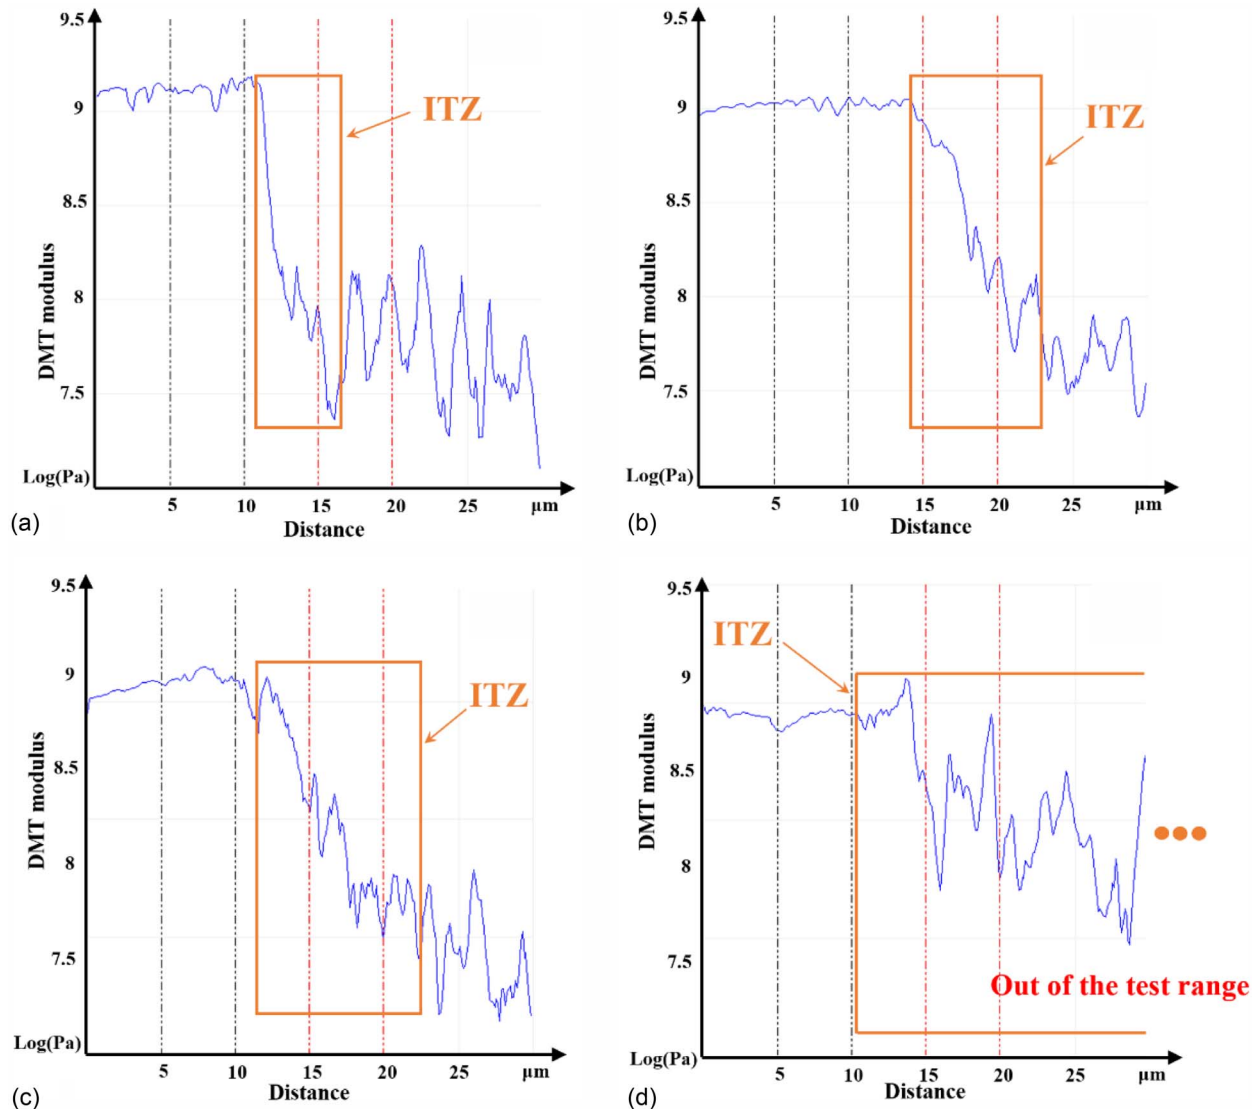 9.5
9
8.5
8
7.5
DMT modulus
Log(Pa)
ITZ
5 10 15 20 25 μm
Distance
(a)
9.5
9
8.5
8
7.5
DMT modulus
Log(Pa)
ITZ
5 10 15 20 25 μm
Distance
(b)
9.5
9
8.5
8
7.5
DMT modulus
Log(Pa)
ITZ
5 10 15 20 25 μm
Distance
(c)
9.5
9
8.5
8
7.5
DMT modulus
Log(Pa)
ITZ
Out of the test range
5 10 15 20 25 μm
Distance
(d)